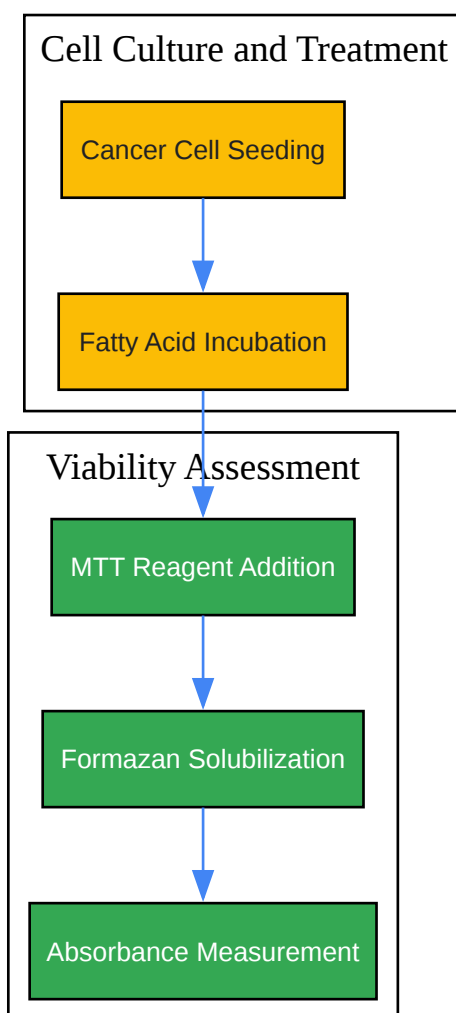 Cell Culture and Treatment
Cancer Cell Seeding
Fatty Acid Incubation
Viability Assessment
MTT Reagent Addition
Formazan Solubilization
Absorbance Measurement